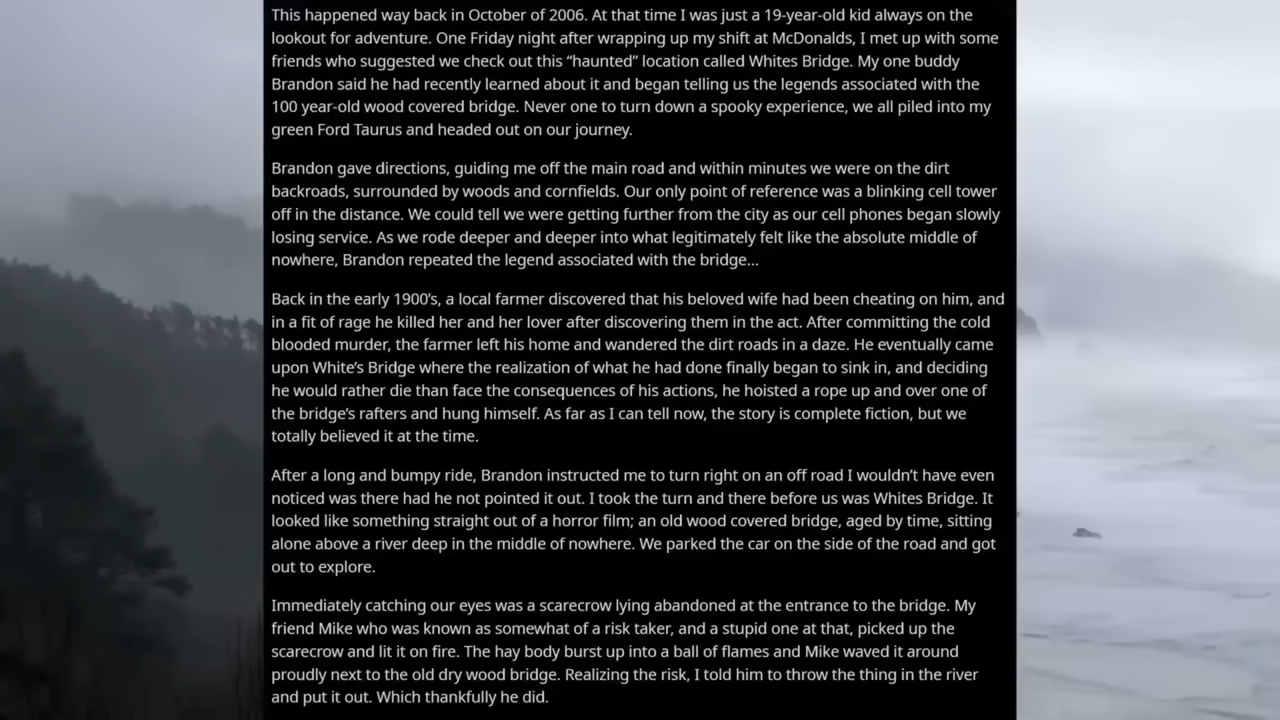 This happened way back in October of 2006. At that time I was just a 19-year-old kid always on the
lookout for adventure. One Friday night after wrapping up my shift at McDonalds, I met up with some
friends who suggested we check out this “haunted” location called Whites Bridge. My one buddy
Brandon said he had recently learned about it and began telling us the legends associated with the
100 year-old wood covered bridge. Never one to turn down a spooky experience, we all piled into my
green Ford Taurus and headed out on our journey.
Brandon gave directions, guiding me off the main road and within minutes we were on the dirt
backroads, surrounded by woods and cornfields. Our only point of reference was a blinking cell tower
off in the distance. We could tell we were getting further from the city as our cell phones began slowly
losing service. As we rode deeper and deeper into what legitimately felt like the absolute middle of
nowhere, Brandon repeated the legend associated with the bridge...
Back in the early 1900’s, a local farmer discovered that his beloved wife had been cheating on him, and
in a fit of rage he killed her and her lover after discovering them in the act. After committing the cold
blooded murder, the farmer left his home and wandered the dirt roads in a daze. He eventually came
upon White’s Bridge where the realization of what he had done finally began to sink in, and deciding
he would rather die than face the consequences of his actions, he hoisted a rope up and over one of
the bridge’s rafters and hung himself. As far as I can tell now, the story is complete fiction, but we
totally believed it at the time.
After a long and bumpy ride, Brandon instructed me to turn right on an off road I wouldn’t have even
noticed was there had he not pointed it out. I took the turn and there before us was Whites Bridge. It
looked like something straight out of a horror film; an old wood covered bridge, aged by time, sitting
alone above a river deep in the middle of nowhere. We parked the car on the side of the road and got
out to explore.
Immediately catching our eyes was a scarecrow lying abandoned at the entrance to the bridge. My
friend Mike who was known as somewhat of a risk taker, and a stupid one at that, picked up the
scarecrow and lit it on fire. The hay body burst up into a ball of flames and Mike waved it around
proudly next to the old dry wood bridge. Realizing the risk, I told him to throw the thing in the river
and put it out. Which thankfully he did.